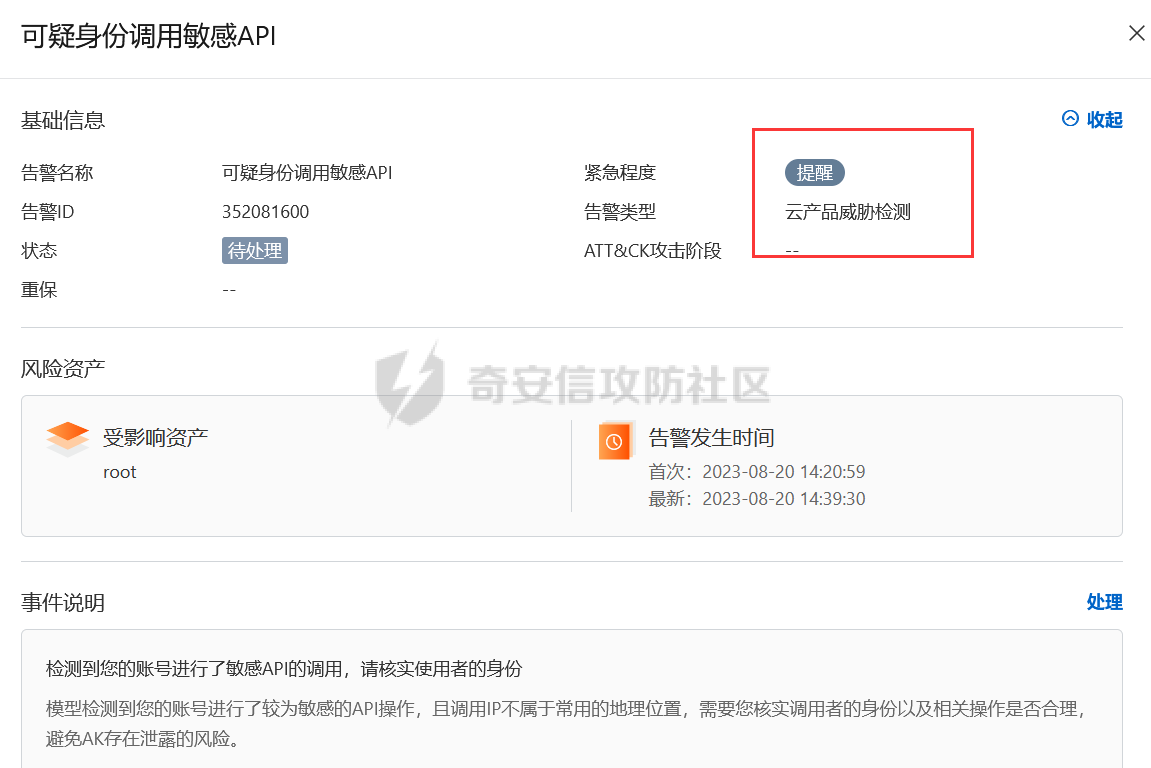 可疑身份调用敏感API
基础信息
收起
告警名称 可疑身份调用敏感API 紧急程度 提醒
告警ID 352081600 告警类型 云产品威胁检测
状态 待处理 ATT&CK攻击阶段 --
重保 --
风险资产
奇安信攻防社区
受影响资产
root
告警发生时间
首次：2023-08-20 14:20:59
最新：2023-08-20 14:39:30
事件说明
处理
检测到您的账号进行了敏感API的调用，请核实使用者的身份
模型检测到您的账号进行了较为敏感的API操作，且调用IP不属于常用的地理位置，需要您核实调用者的身份以及相关操作是否合理，
避免AK存在泄露的风险。